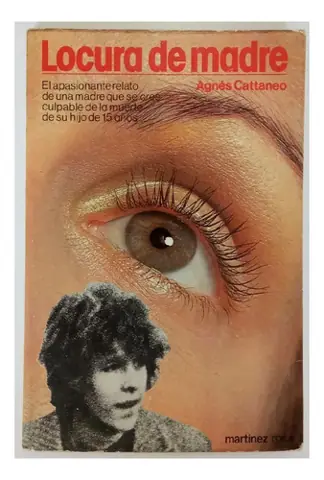 Locura de madre
El apasionante relato
de una madre que se cree
culpable de la muerte
de su hijo de 15 años
Agnès Cattaneo
martinez roca